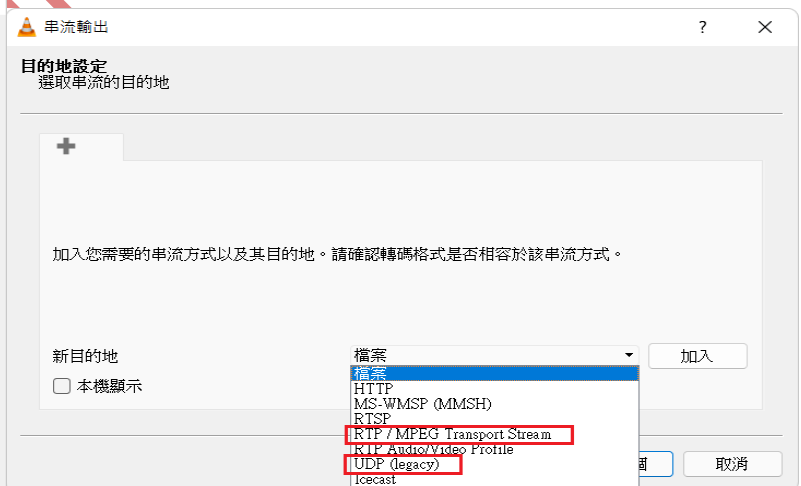 串流輸出
目的地設定
選取串流的目的地
加入您需要的串流方式以及其目的地。請確認轉碼格式是否相容於該串流方式。
新目的地
檔案
加入
本機顯示
檔案
HTTP
MS-WMSP (MMSH)
RTSP
RTP / MPEG Transport Stream
RTP Audio/Video Profile
UDP (legacy)
Icecast
個
取消